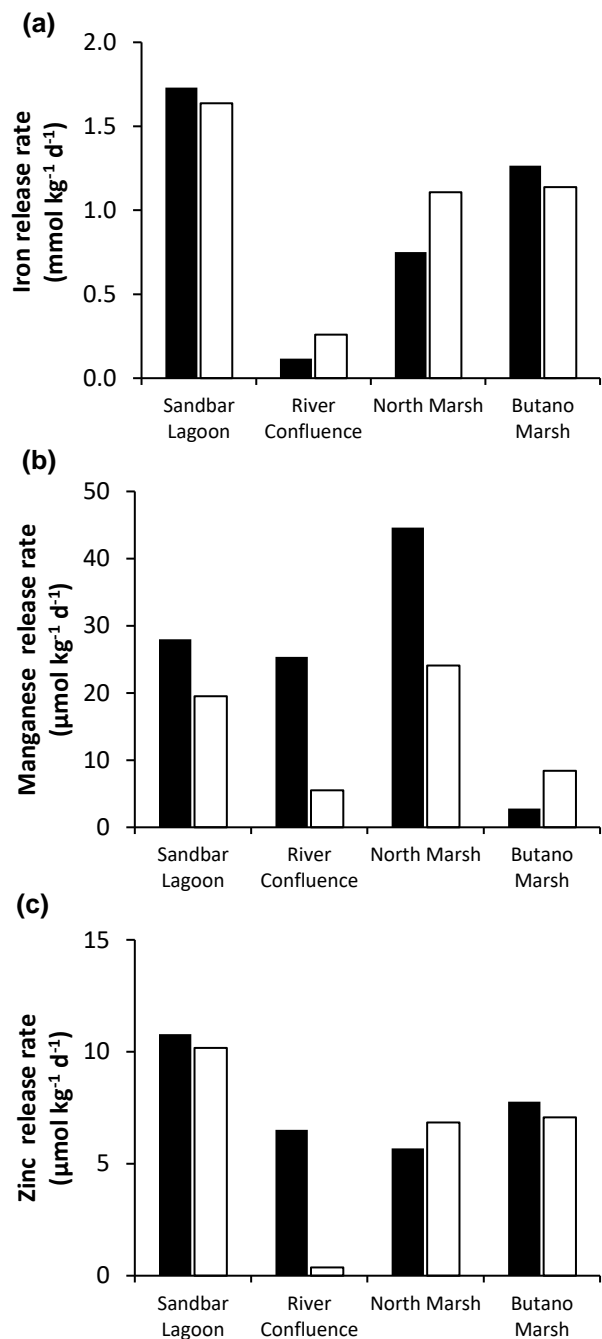 (a)
Iron release rate
(mmol kg⁻¹ d⁻¹)
2.0
1.5
1.0
0.5
0.0
Sandbar Lagoon
River Confluence
North Marsh
Butano Marsh
(b)
Manganese release rate
(µmol kg⁻¹ d⁻¹)
50
40
30
20
10
0
Sandbar Lagoon
River Confluence
North Marsh
Butano Marsh
(c)
Zinc release rate
(µmol kg⁻¹ d⁻¹)
15
10
5
0
Sandbar Lagoon
River Confluence
North Marsh
Butano Marsh